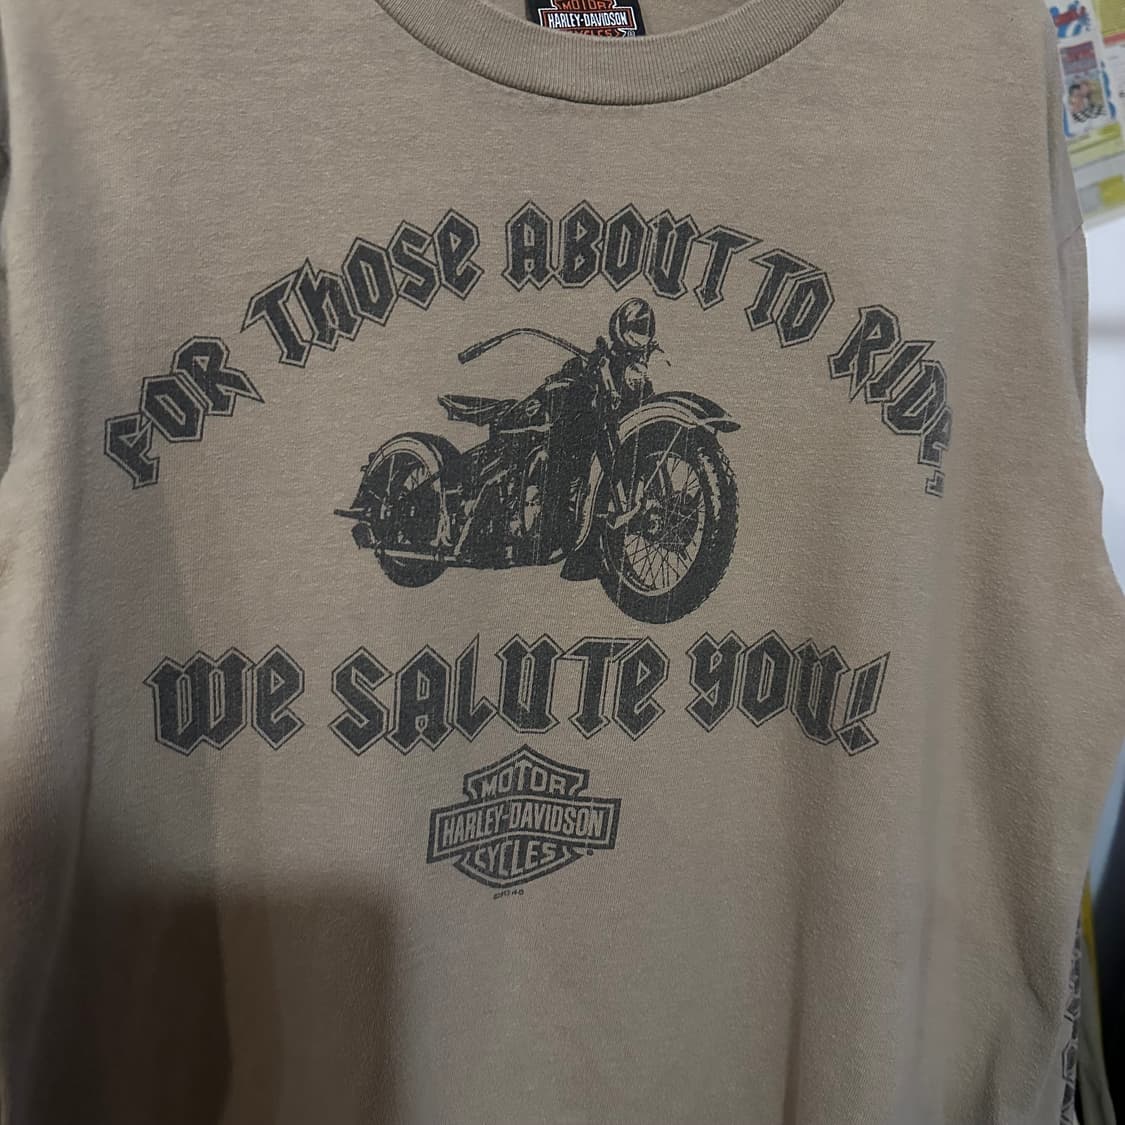 MOTOR
HARLEY-DAVIDSON
CYCLES
FOR THOSE ABOUT TO RIDE,
WE SALUTE YOU!
MOTOR
HARLEY-DAVIDSON
CYCLES